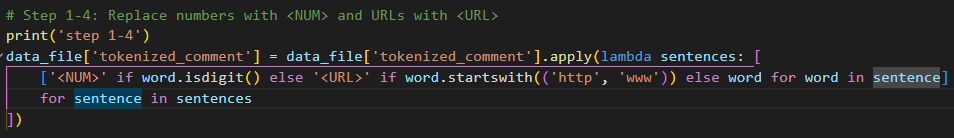 # Step 1-4: Replace numbers with <NUM> and URLs with <URL>
print('step 1-4')
data_file['tokenized_comment'] = data_file['tokenized_comment'].apply(lambda sentences: [
    ['<NUM>' if word.isdigit() else '<URL>' if word.startswith(('http', 'www')) else word for word in sentence]
    for sentence in sentences
])